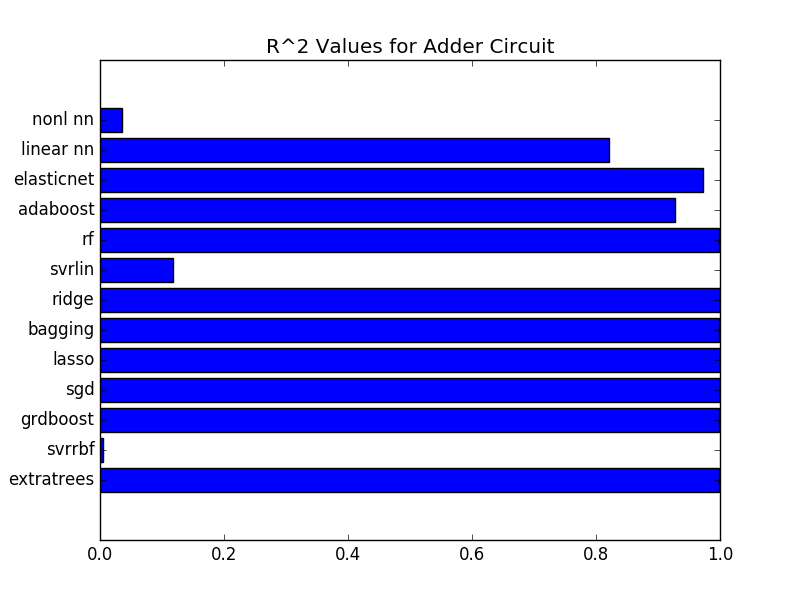 R^2 Values for Adder Circuit
nonl nn
linear nn
elasticnet
adaboost
rf
svrlin
ridge
bagging
lasso
sgd
grdboost
svrrbf
extratrees
0.0 0.2 0.4 0.6 0.8 1.0